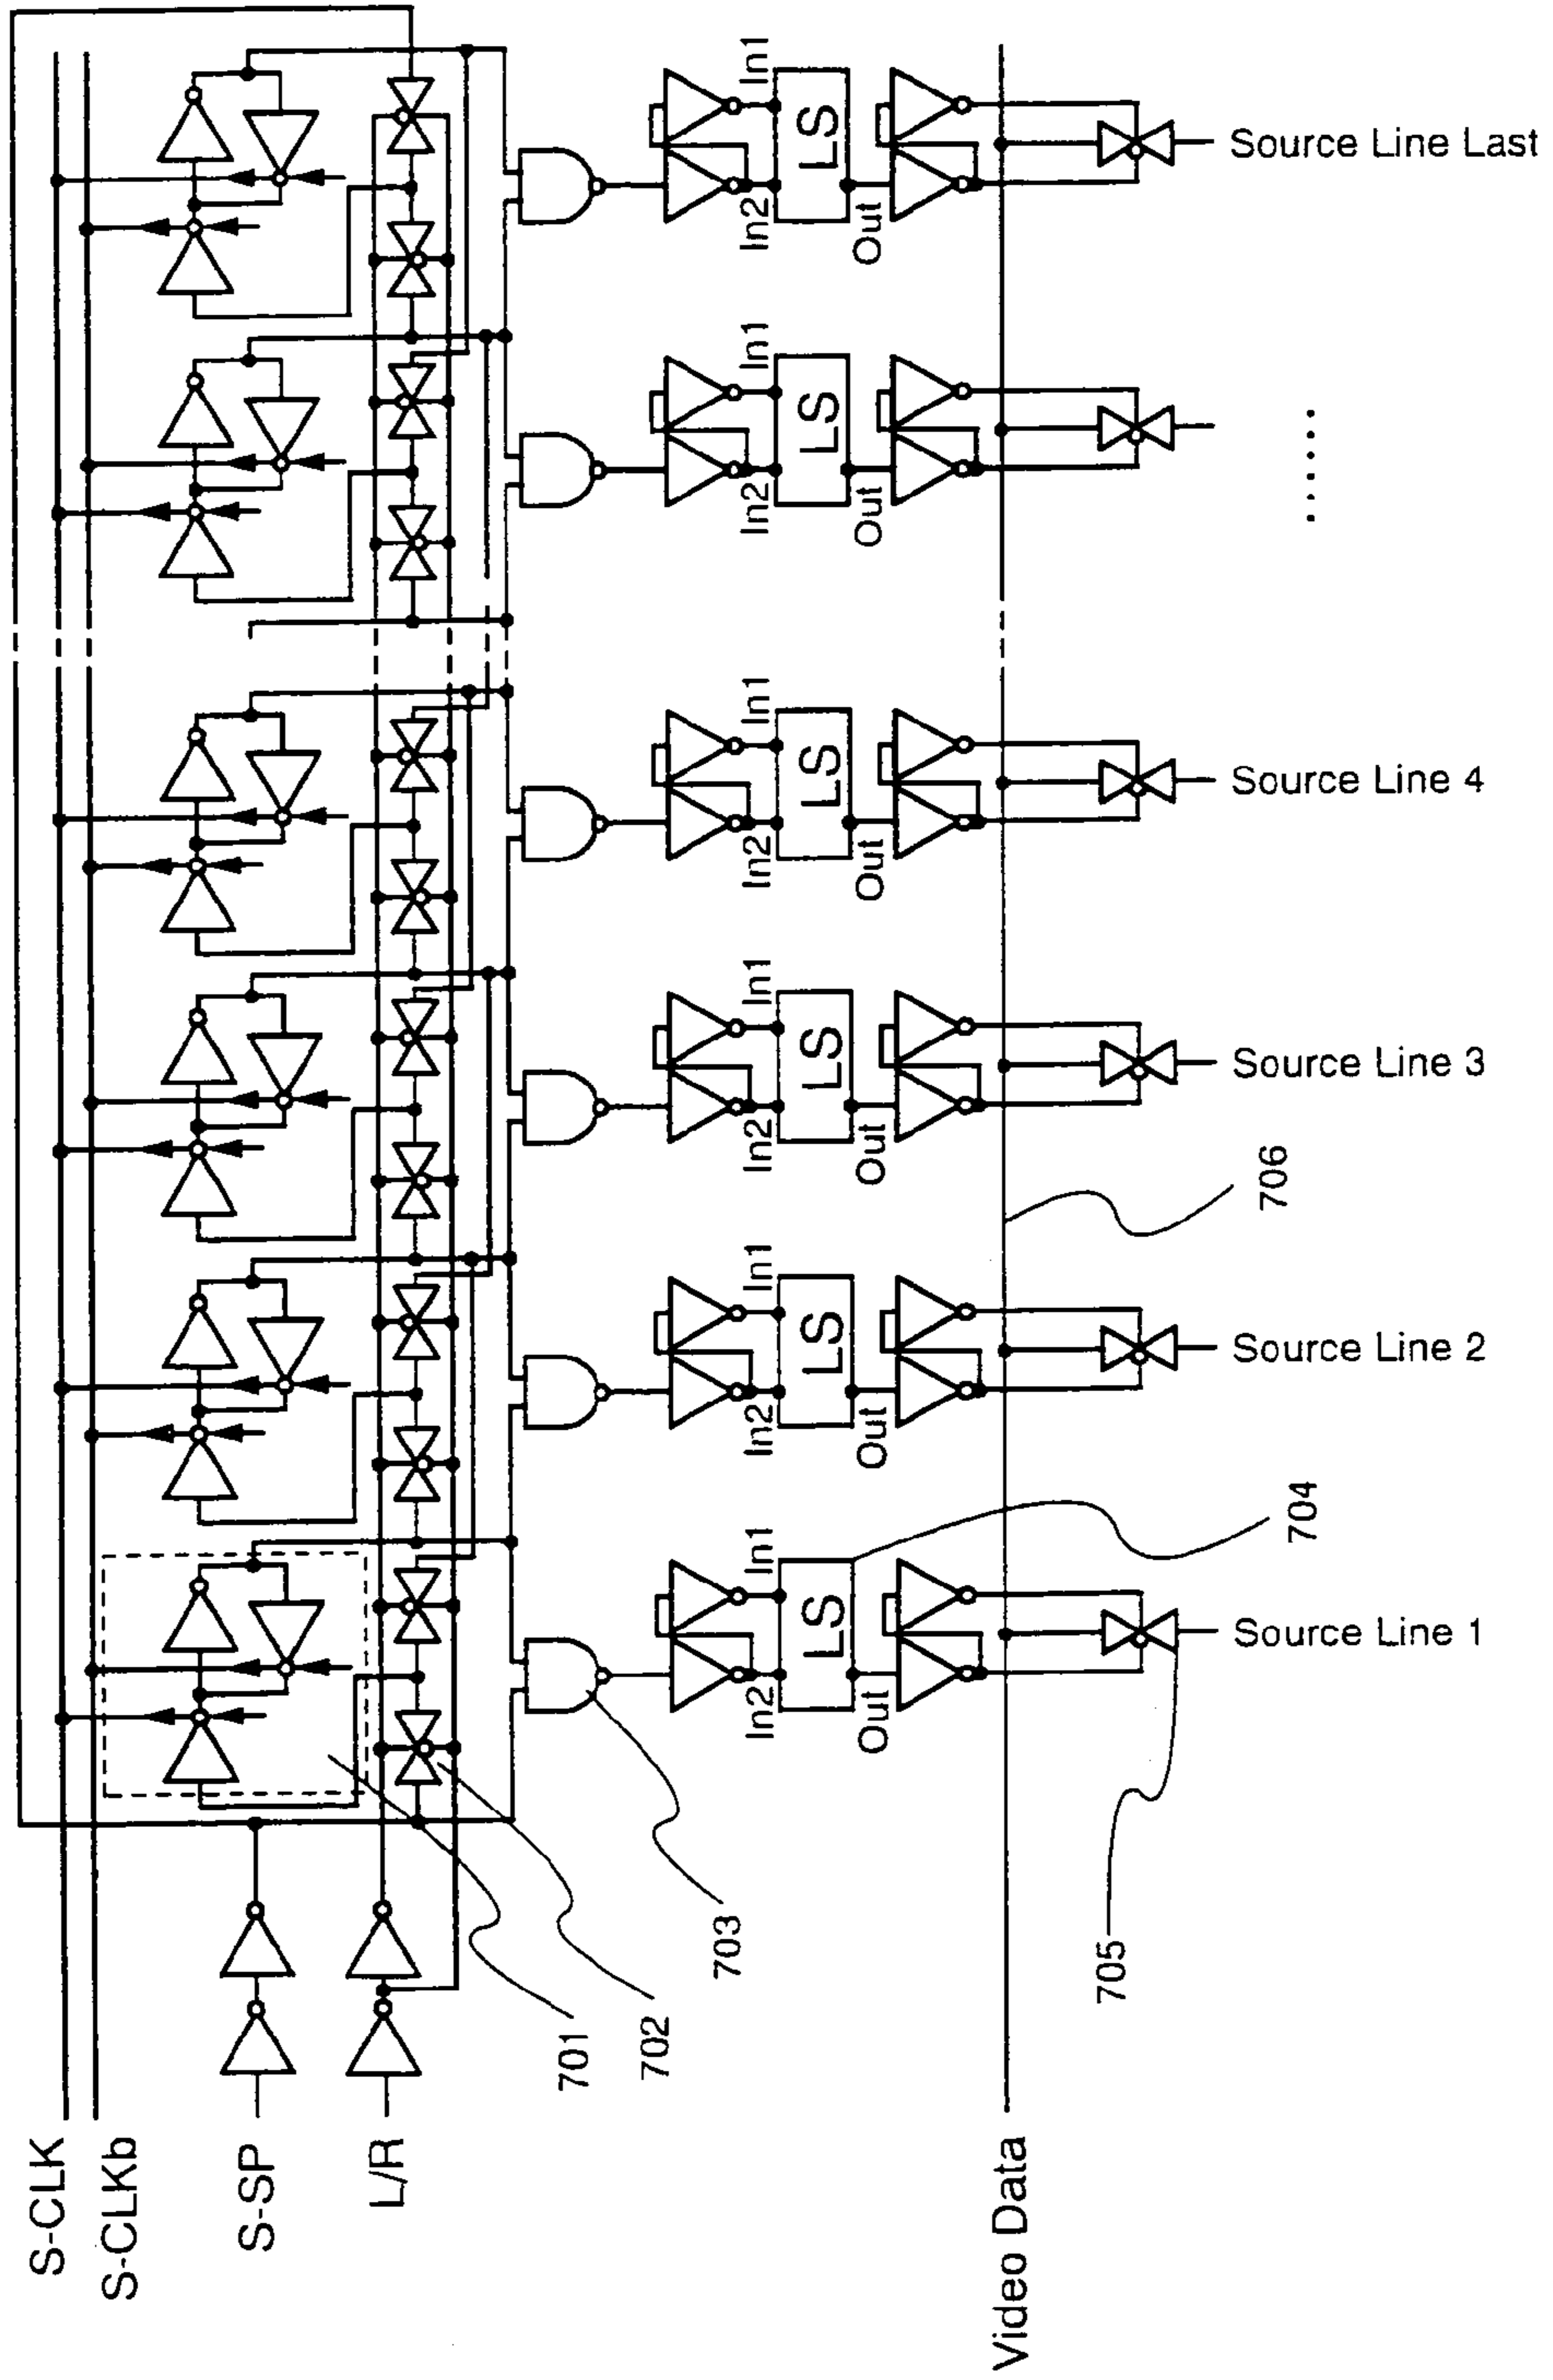 S-CLK
S-CLKb
S-SP
L/R
Video Data
701
702
703
704
705
706
In1
LS
In2
Out
Source Line 1
In1
LS
In2
Out
Source Line 2
In1
LS
In2
Out
Source Line 3
In1
LS
In2
Out
Source Line 4
In1
LS
In2
Out
......
In1
LS
In2
Out
Source Line Last